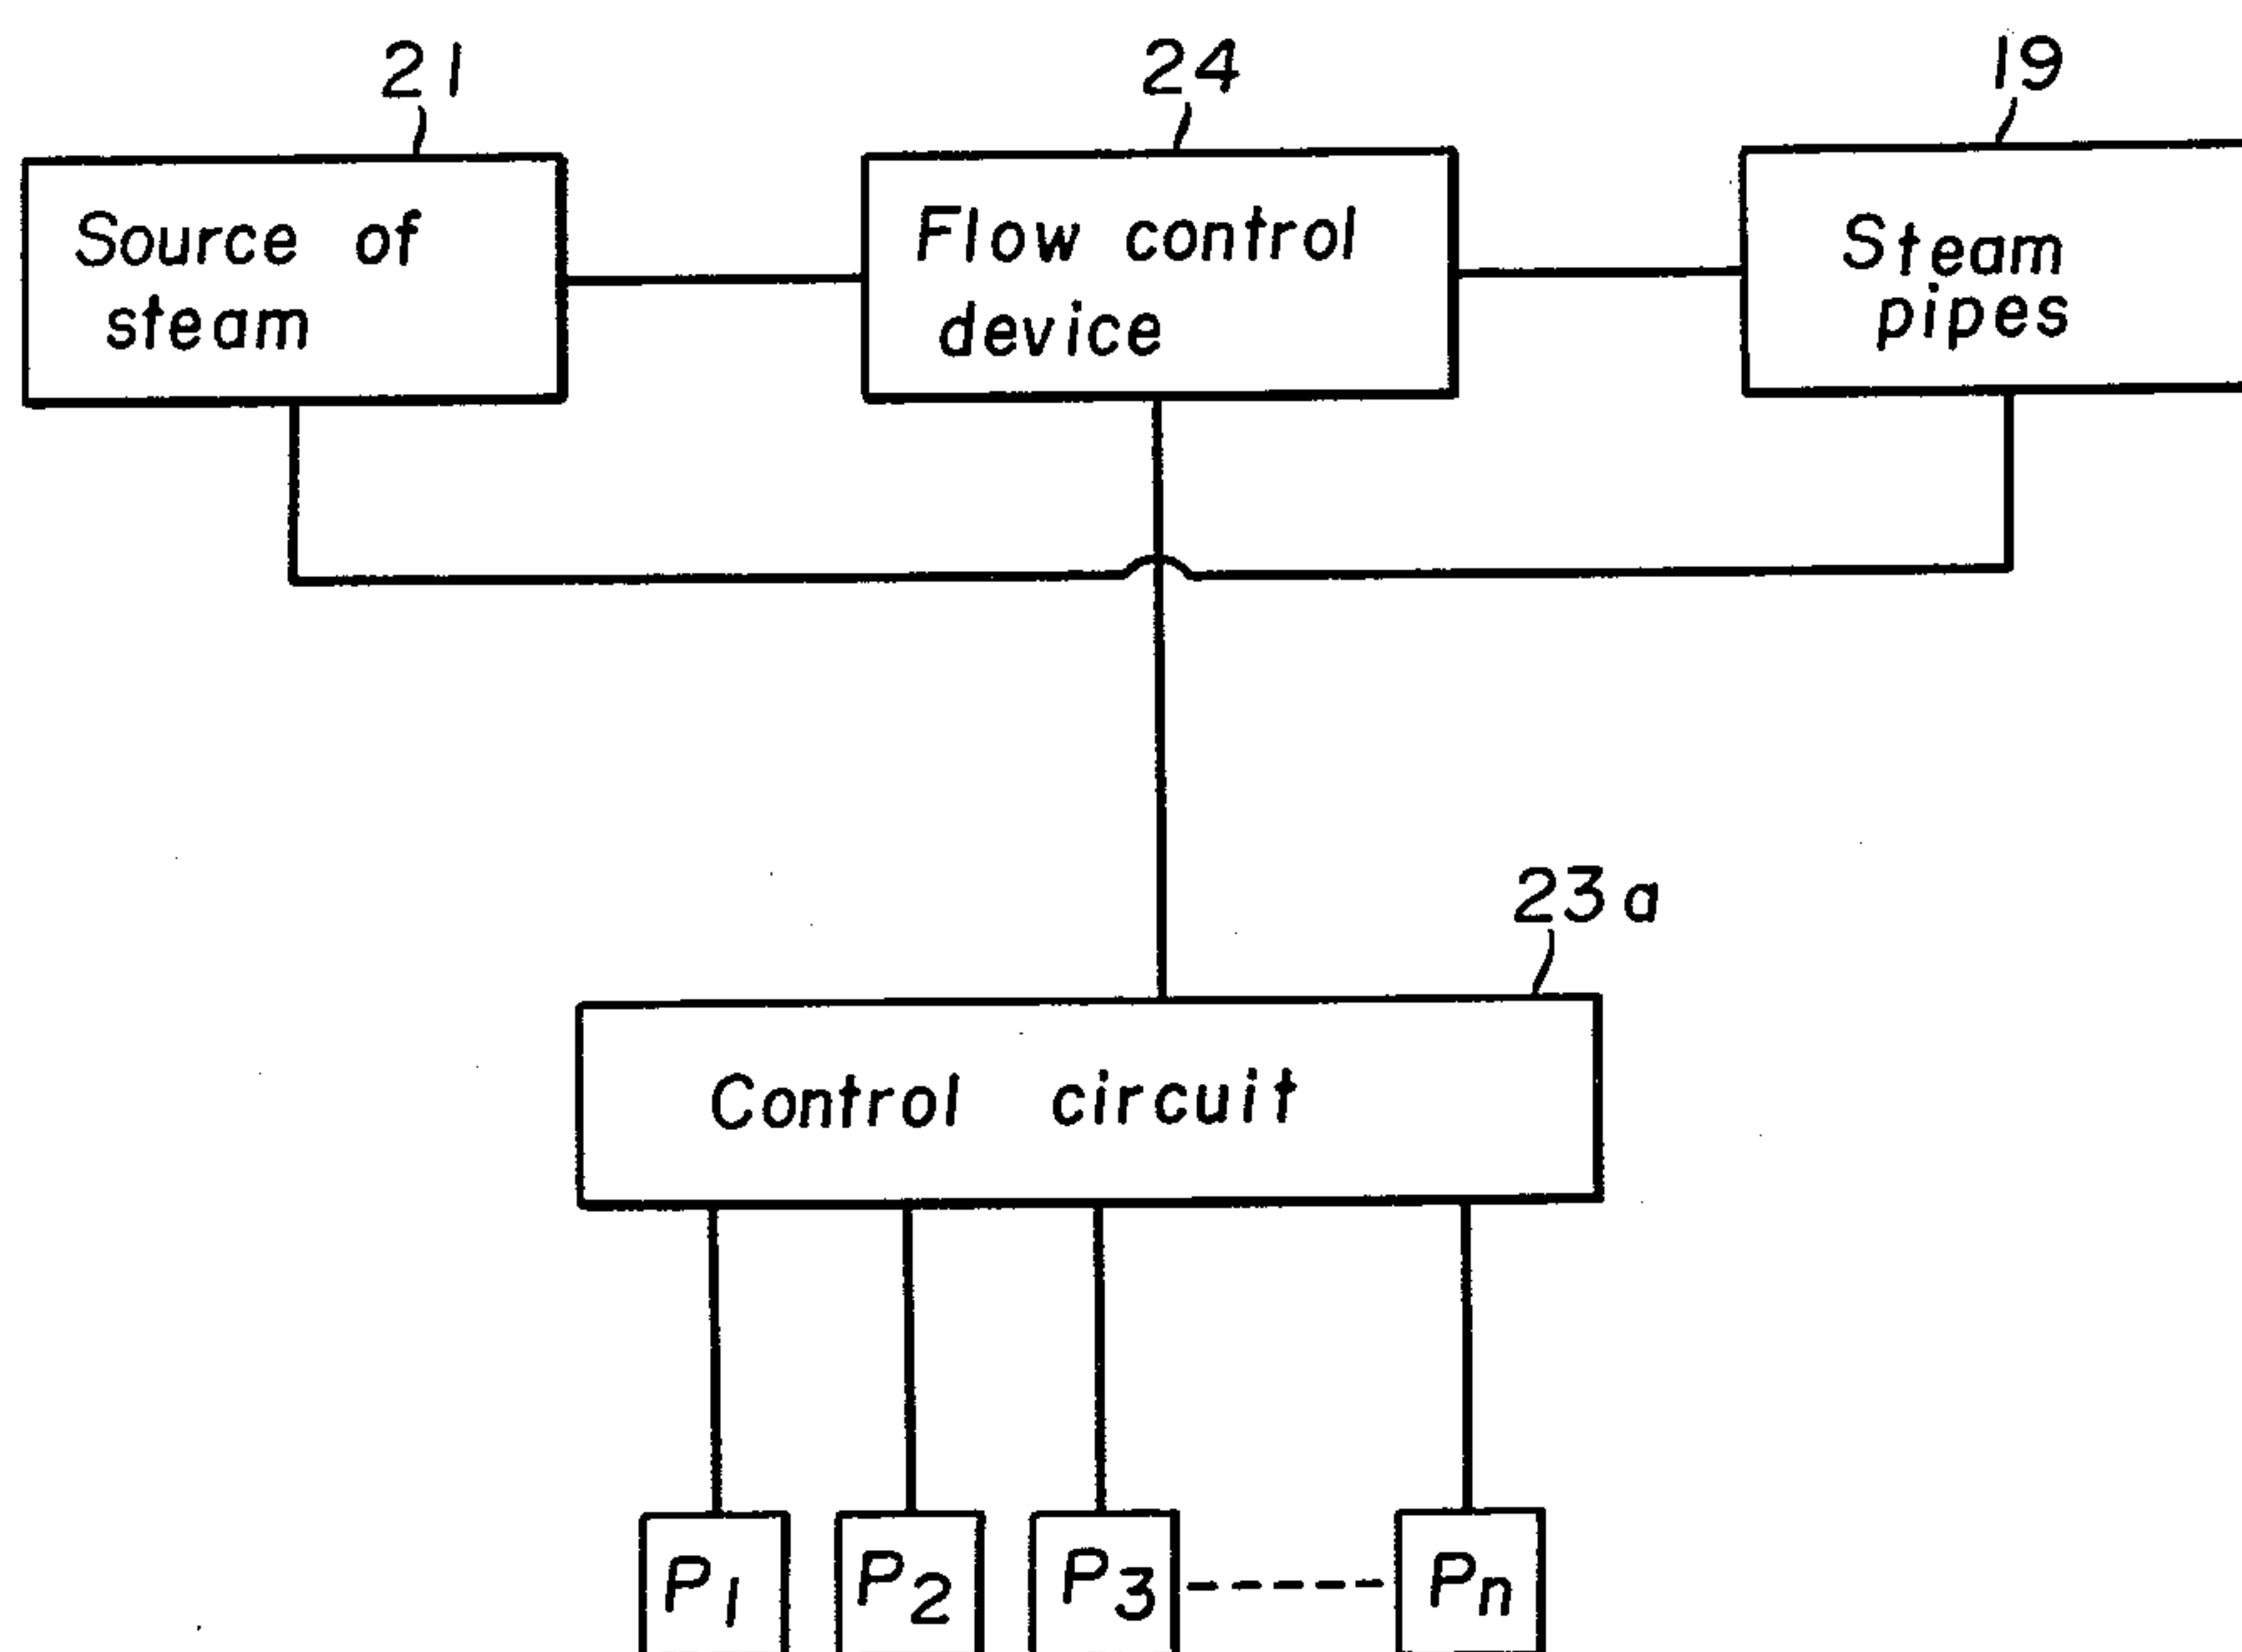 21
24
19
Source of
steam
Flow control
device
Steam
pipes
23a
Control circuit
P1
P2
P3
Pn